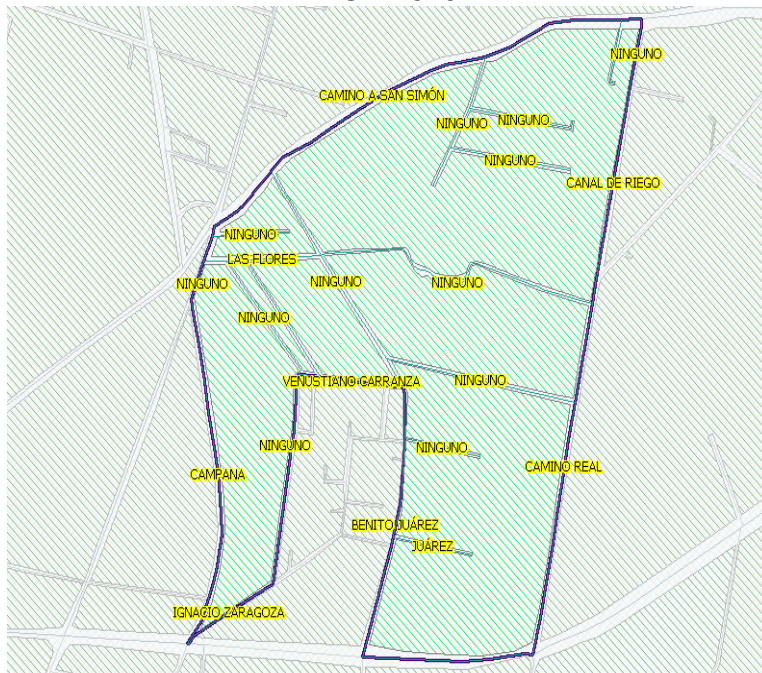 NINGUNO
CAMINO A SAN SIMÓN
NINGUNO
NINGUNO
NINGUNO
CANAL DE RIEGO
NINGUNO
LAS FLORES
NINGUNO
NINGUNO
NINGUNO
NINGUNO
VENUSTIANO CARRANZA
NINGUNO
NINGUNO
NINGUNO
CAMPANA
CAMINO REAL
BENITO JUÁREZ
JUÁREZ
IGNACIO ZARAGOZA